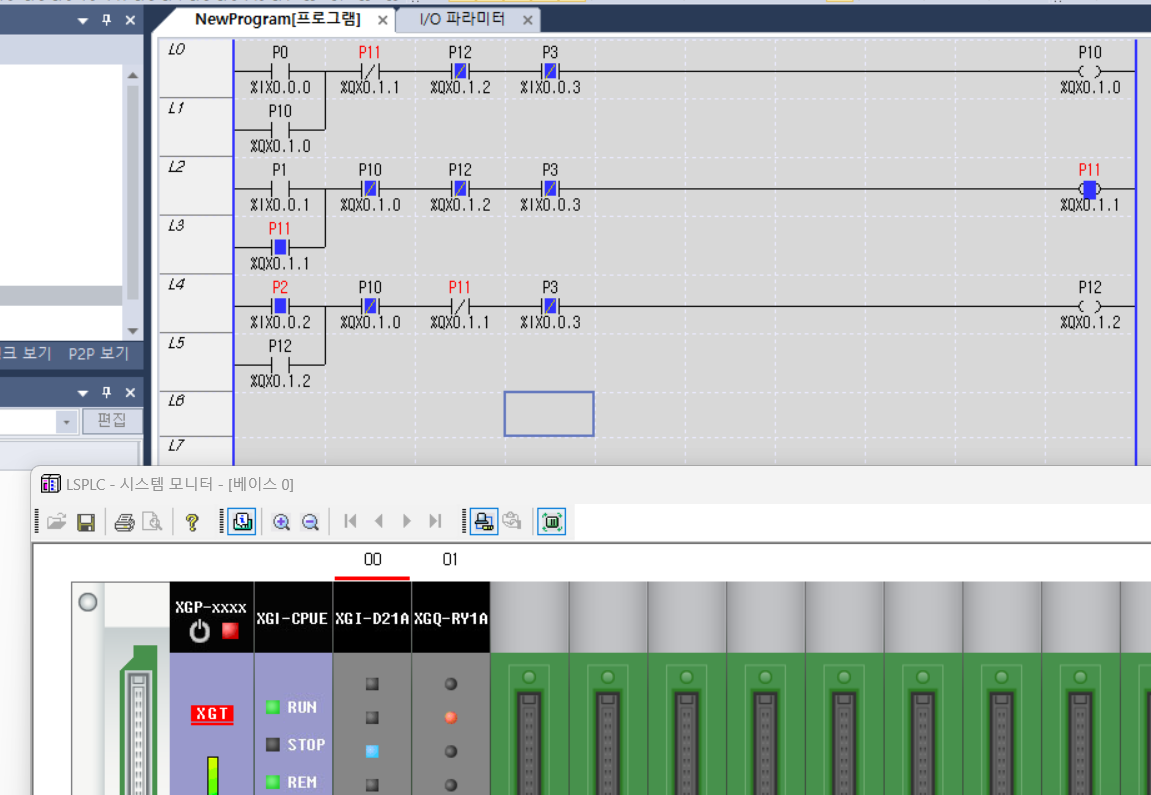 NewProgram[프로그램] × I/O 파라미터 ×
L0 P0 P11 P12 P3 P10
%IX0.0.0 %QX0.1.1 %QX0.1.2 %IX0.0.3 %QX0.1.0
L1 P10
%QX0.1.0
L2 P1 P10 P12 P3 P11
%IX0.0.1 %QX0.1.0 %QX0.1.2 %IX0.0.3 %QX0.1.1
L3 P11
%QX0.1.1
L4 P2 P10 P11 P3 P12
%IX0.0.2 %QX0.1.0 %QX0.1.1 %IX0.0.3 %QX0.1.2
L5 P12
%QX0.1.2
L6
L7
보기 P2P 보기
편집
LSPLC - 시스템 모니터 - [베이스 0]
00 01
XGP-xxxx XGI-CPUE XGI-D21A XGQ-RY1A
XGT
RUN
STOP
REM